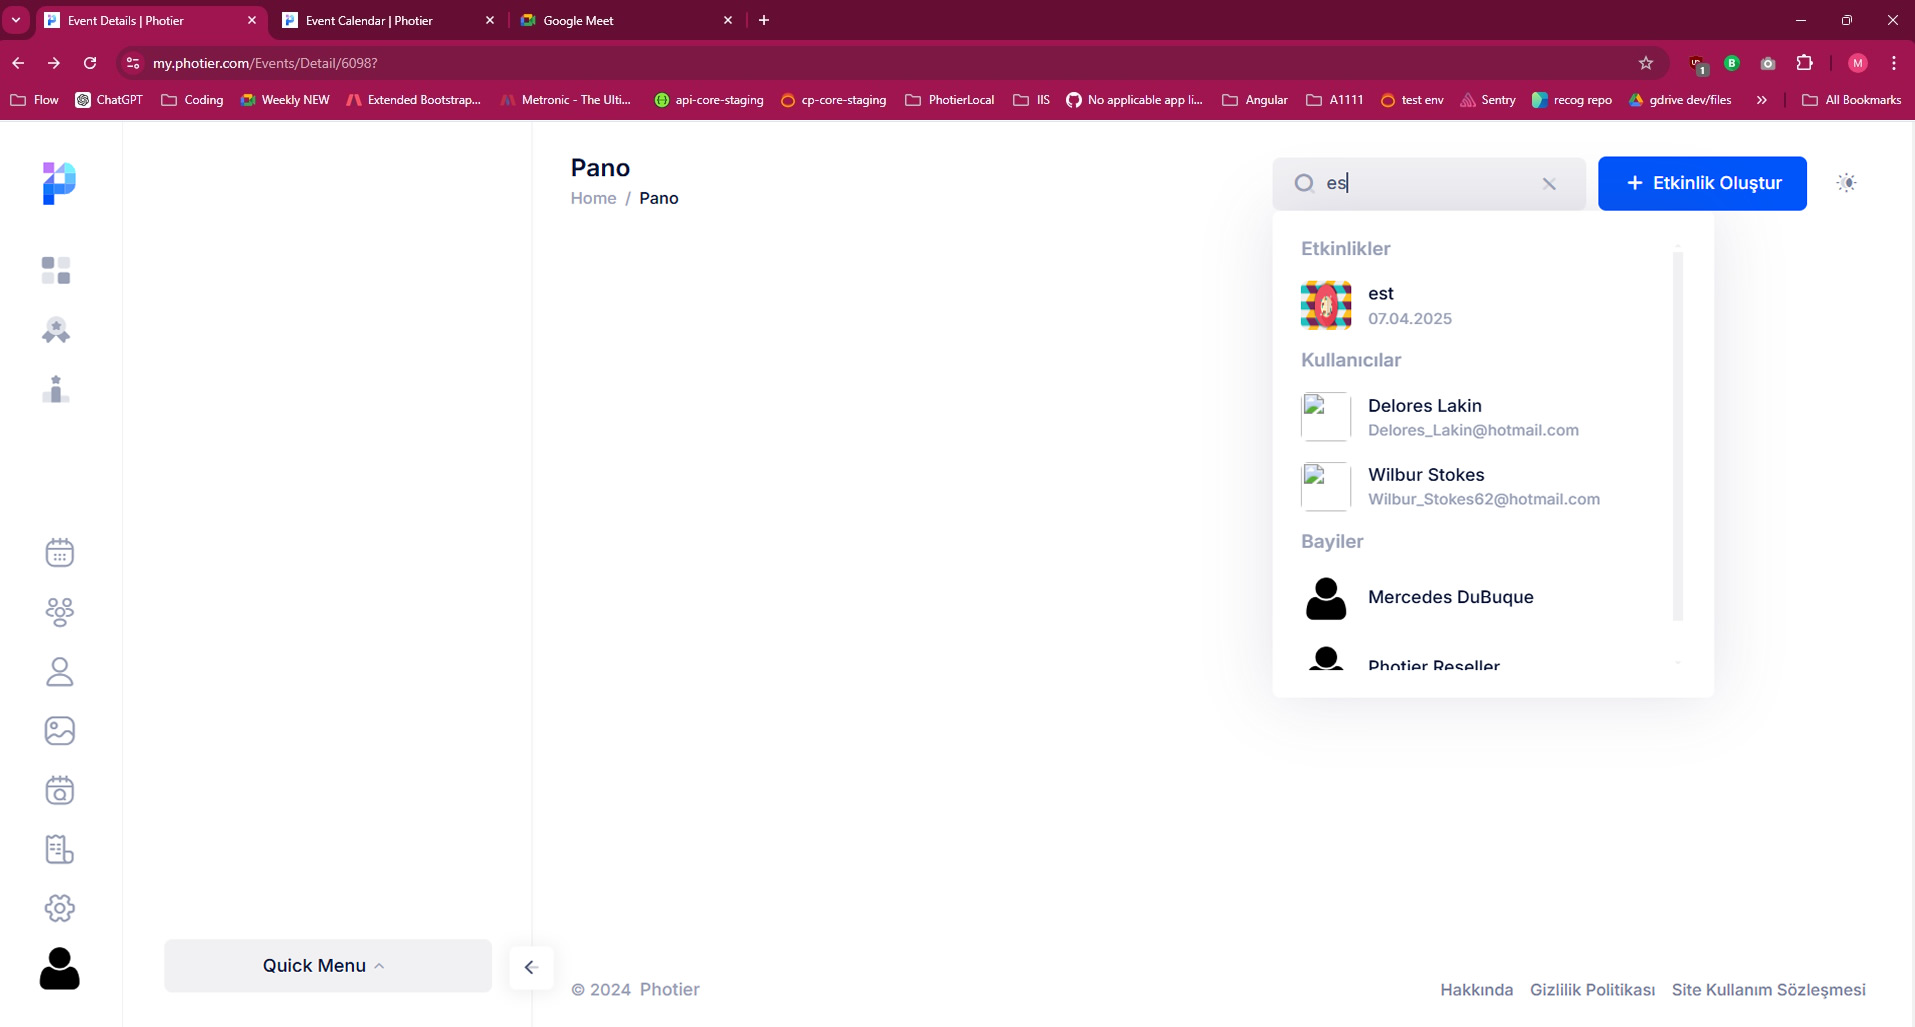 Event Details | Photier
Event Calendar | Photier
Google Meet
my.photier.com/Events/Detail/6098?
1
B
M
Flow
ChatGPT
Coding
Weekly NEW
Extended Bootstrap...
Metronic - The Ulti...
api-core-staging
cp-core-staging
PhotierLocal
IIS
No applicable app li...
Angular
A1111
test env
Sentry
recog repo
gdrive dev/files
»
All Bookmarks
Pano
Home / Pano
es
+ Etkinlik Oluştur
Etkinlikler
est
07.04.2025
Kullanıcılar
Delores Lakin
Delores_Lakin@hotmail.com
Wilbur Stokes
Wilbur_Stokes62@hotmail.com
Bayiler
Mercedes DuBuque
Photier Reseller
Quick Menu
© 2024 Photier
Hakkında Gizlilik Politikası Site Kullanım Sözleşmesi